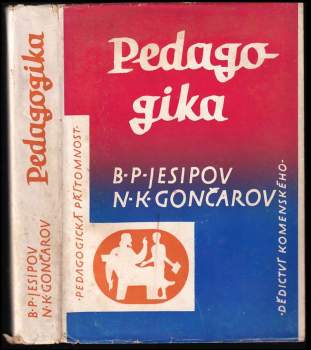 Pedagogika
B·P·JESIPOV
N·K·GONČAROV
Pedago-
gika
B·P·JESIPOV
N·K·GONČAROV
·PEDAGOGICKÁ PŘÍTOMNOST·
·DĚDICTVÍ KOMENSKÉHO·